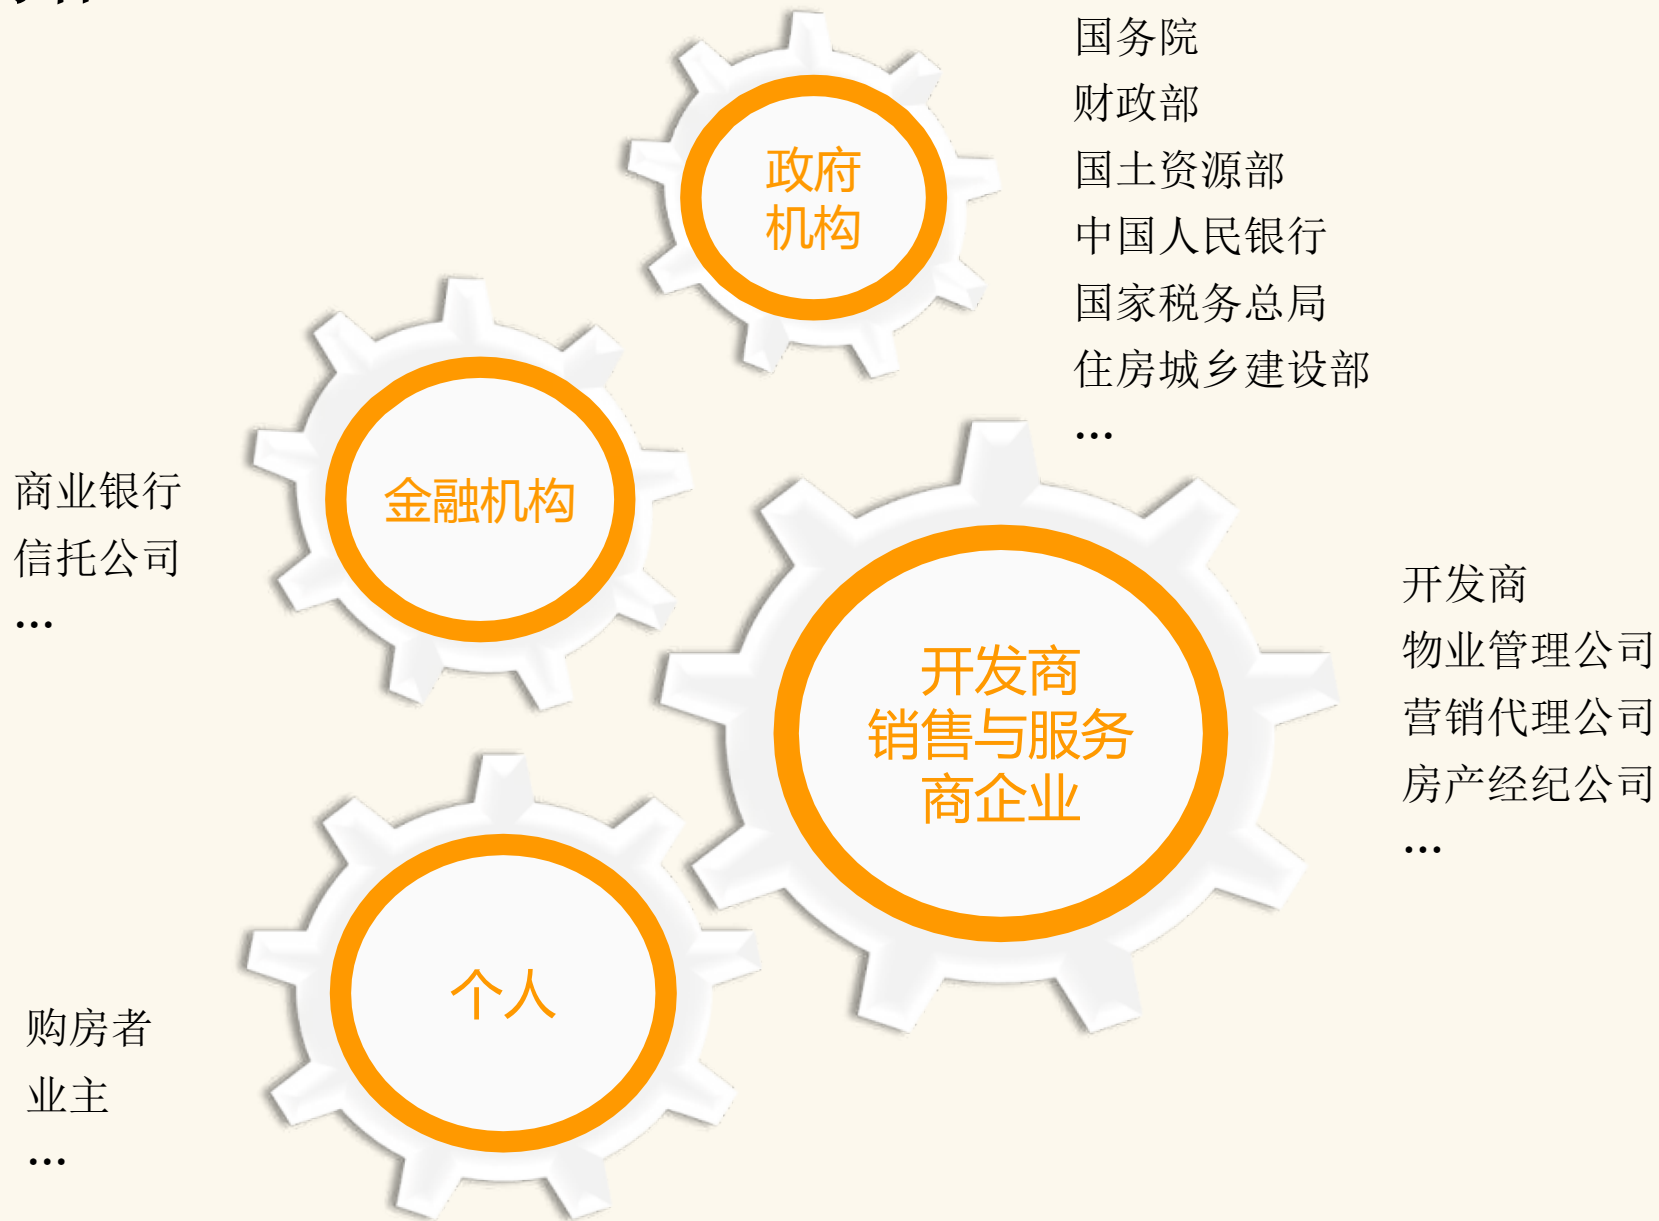 国务院
财政部
国土资源部
中国人民银行
国家税务总局
住房城乡建设部
…
政府
机构
金融机构
商业银行
信托公司
…
开发商
销售与服务
商企业
开发商
物业管理公司
营销代理公司
房产经纪公司
…
个人
购房者
业主
…